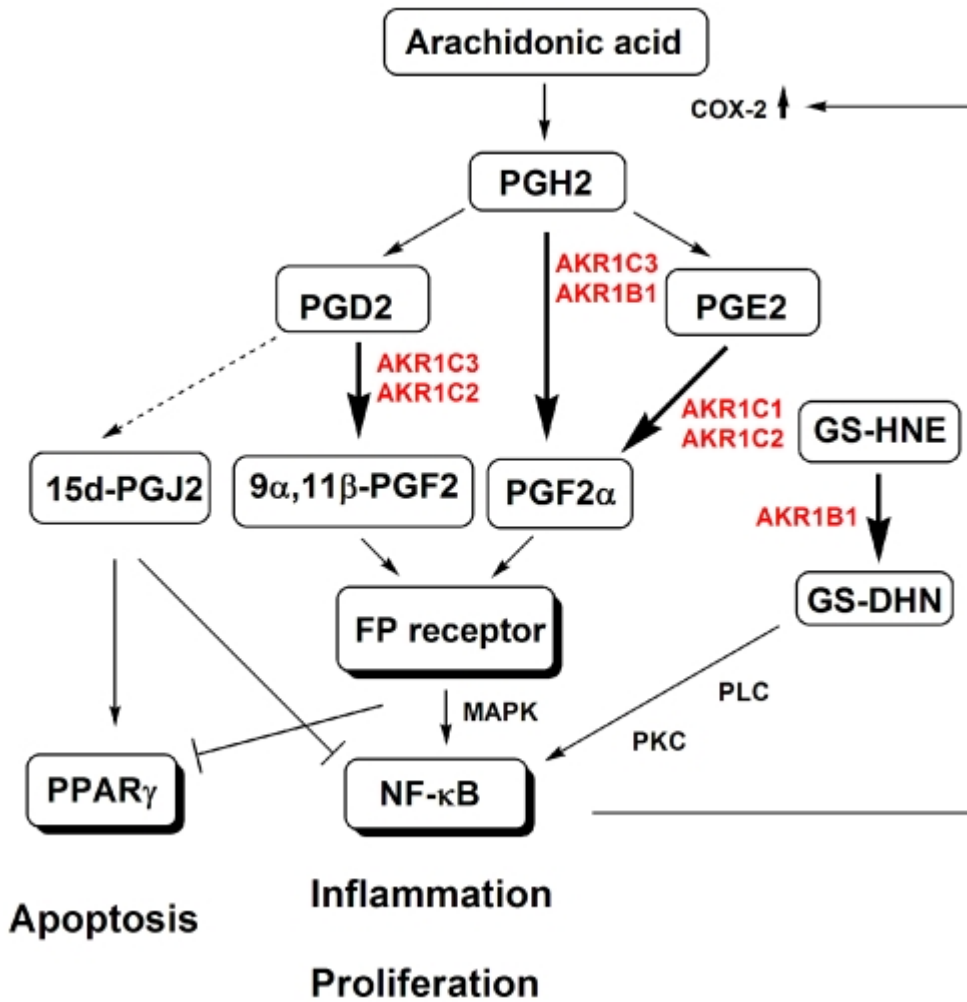 Arachidonic acid
COX-2
PGH2
AKR1C3
AKR1B1
PGD2
PGE2
AKR1C3
AKR1C2
AKR1C1
AKR1C2
GS-HNE
15d-PGJ2
9α,11β-PGF2
PGF2α
AKR1B1
GS-DHN
FP receptor
MAPK
PLC
PKC
PPARγ
NF-κB
Apoptosis
Inflammation
Proliferation